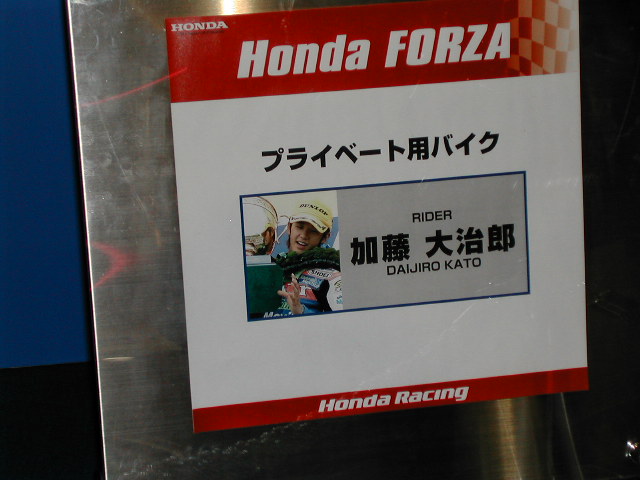 HONDA
Honda FORZA
プライベート用バイク
DUNLOP
RIDER
加藤 大治郎
DAIJIRO KATO
Honda Racing